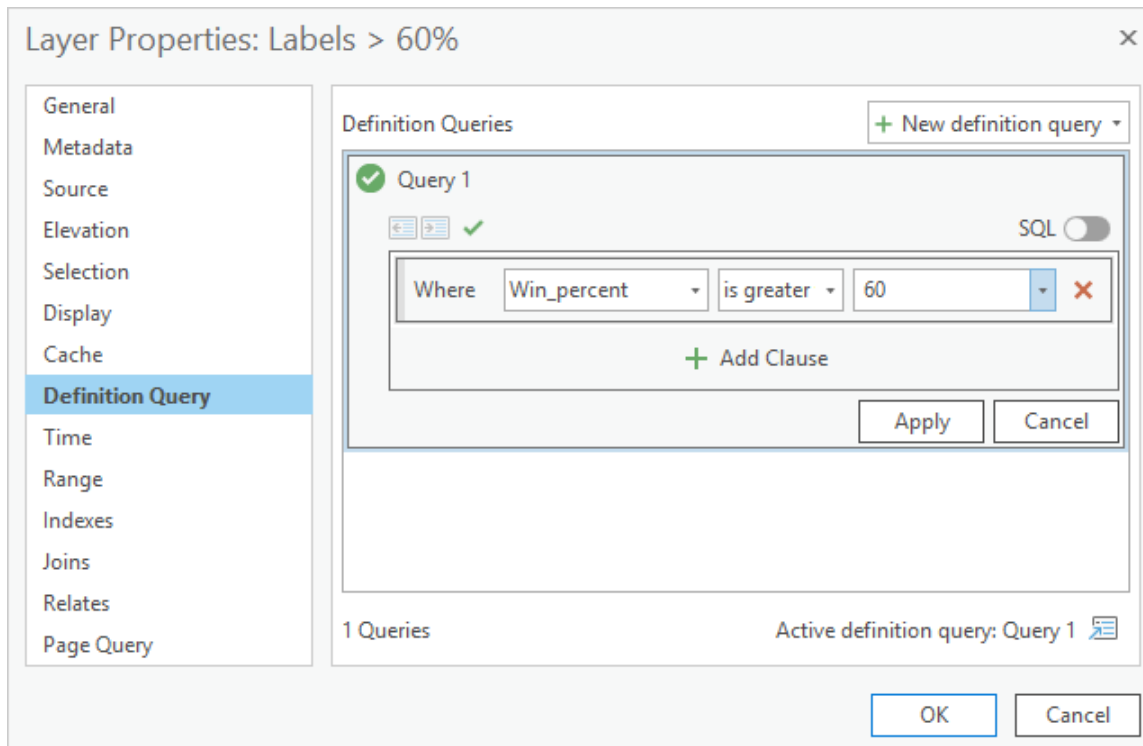 Layer Properties: Labels > 60%
General
Metadata
Source
Elevation
Selection
Display
Cache
Definition Query
Time
Range
Indexes
Joins
Relates
Page Query
Definition Queries
+ New definition query
Query 1
SQL
Where Win_percent is greater 60
+ Add Clause
Apply Cancel
1 Queries Active definition query: Query 1
OK Cancel